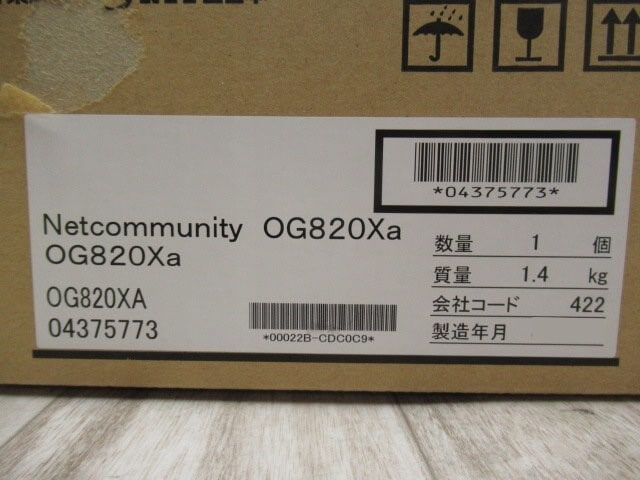 *04375773*
Netcommunity OG820Xa
OG820Xa
OG820XA
04375773
*00022B-CDC0C9*
数量 1 個
質量 1.4 kg
会社コード 422
製造年月